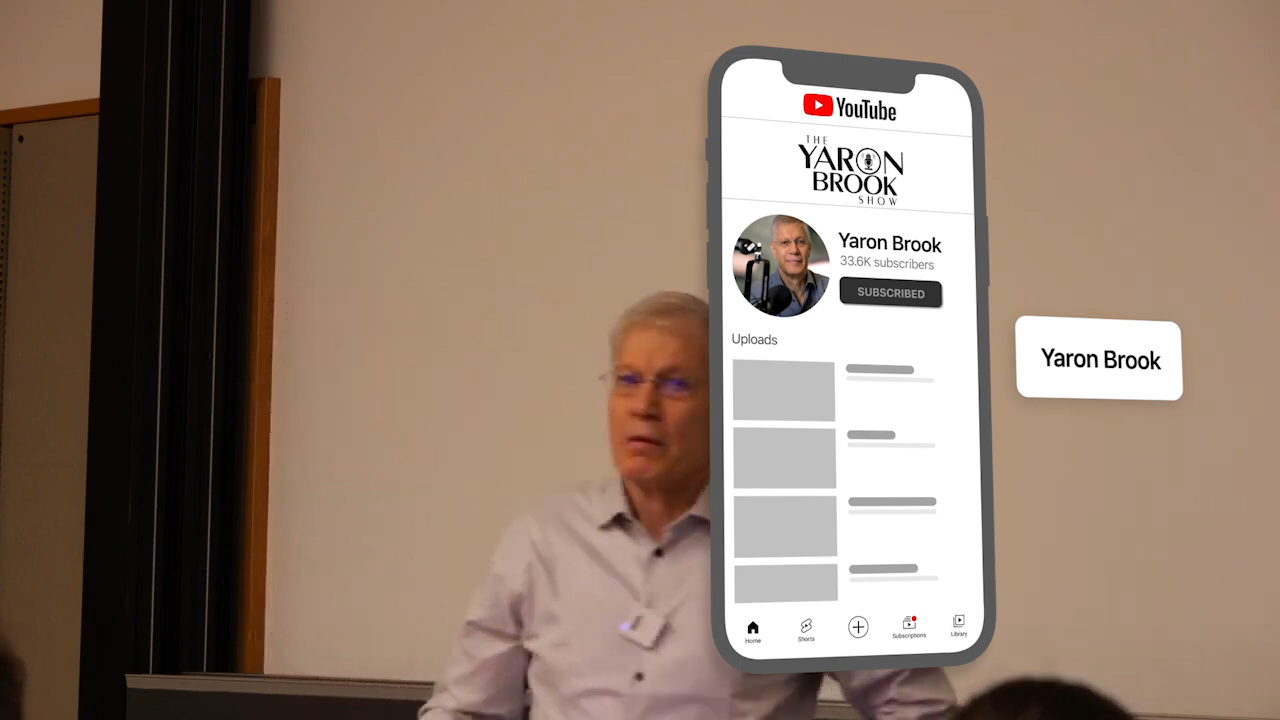 YouTube
THE
YARON
BROOK
SHOW
Yaron Brook
33.6K subscribers
SUBSCRIBED
Uploads
Home
Shorts
Subscriptions
Library
Yaron Brook